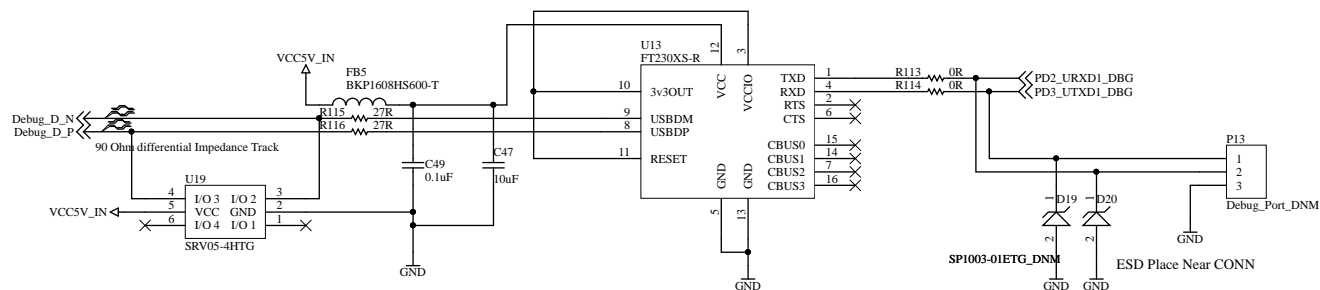 VCC5V_IN
FB5
BKP1608HS600-T
Debug_D_N
Debug_D_P
R115 27R
R116 27R
90 Ohm differential Impedance Track
U19
4 I/O 3 I/O 2 3
VCC5V_IN 5 VCC GND 2
6 I/O 4 I/O 1 1
SRV05-4HTG
C49
0.1uF
C47
10uF
GND
U13
FT230XS-R
12 VCC
3 VCCIO
10 3v3OUT
9 USBDM
8 USBDP
11 RESET
TXD 1
RXD 4
RTS 2
CTS 6
CBUS0 15
CBUS1 14
CBUS2 7
CBUS3 16
GND 5
GND 13
GND
R113 0R
R114 0R
PD2_URXD1_DBG
PD3_UTXD1_DBG
P13
1
2
3
Debug_Port_DNM
1 D19 2
1 D20 2
SP1003-01ETG_DNM
GND
GND
GND
ESD Place Near CONN